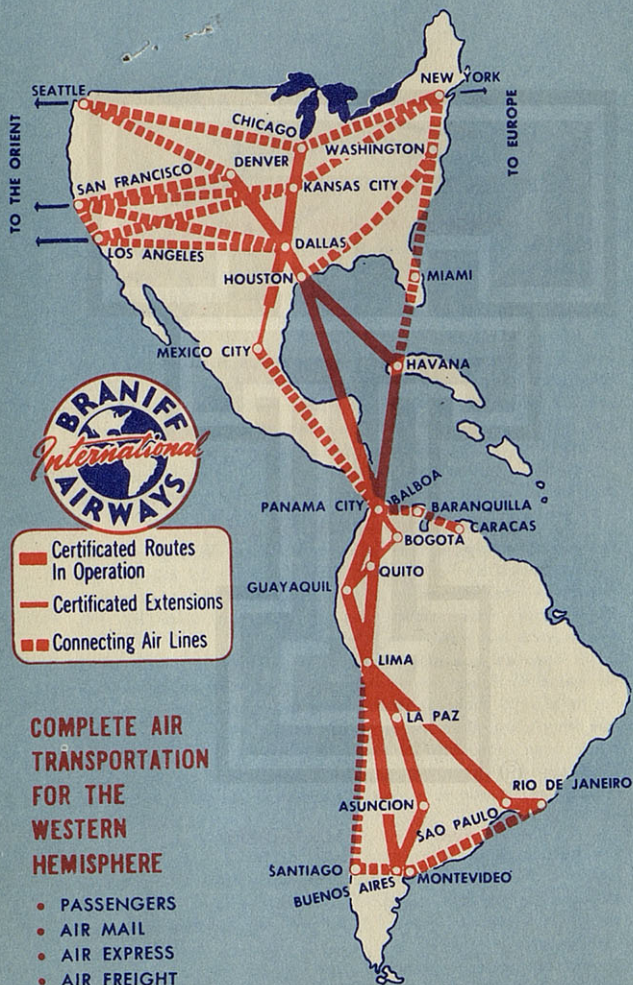 SEATTLE
NEW YORK
TO THE ORIENT
TO EUROPE
CHICAGO
WASHINGTON
DENVER
SAN FRANCISCO
KANSAS CITY
DALLAS
LOS ANGELES
HOUSTON
MIAMI
MEXICO CITY
HAVANA
BRANIFF
International
AIRWAYS
BALBOA
PANAMA CITY
BARANQUILLA
CARACAS
BOGOTA
Certificated Routes
In Operation
Certificated Extensions
Connecting Air Lines
QUITO
GUAYAQUIL
LIMA
LA PAZ
COMPLETE AIR
TRANSPORTATION
FOR THE
WESTERN
HEMISPHERE
RIO DE JANEIRO
ASUNCION
SAO PAULO
SANTIAGO
BUENOS AIRES
MONTEVIDEO
• PASSENGERS
• AIR MAIL
• AIR EXPRESS
• AIR FREIGHT